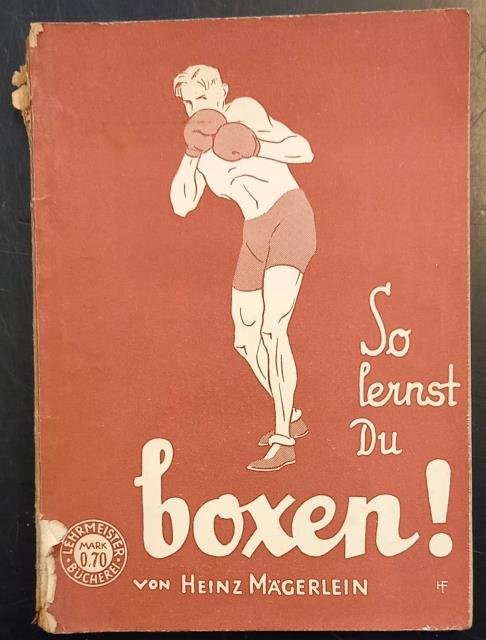 So
lernst
Du
boxen!
LEHRMEISTER
MARK
0.70
BÜCHEREI
VON HEINZ MÄGERLEIN
HF